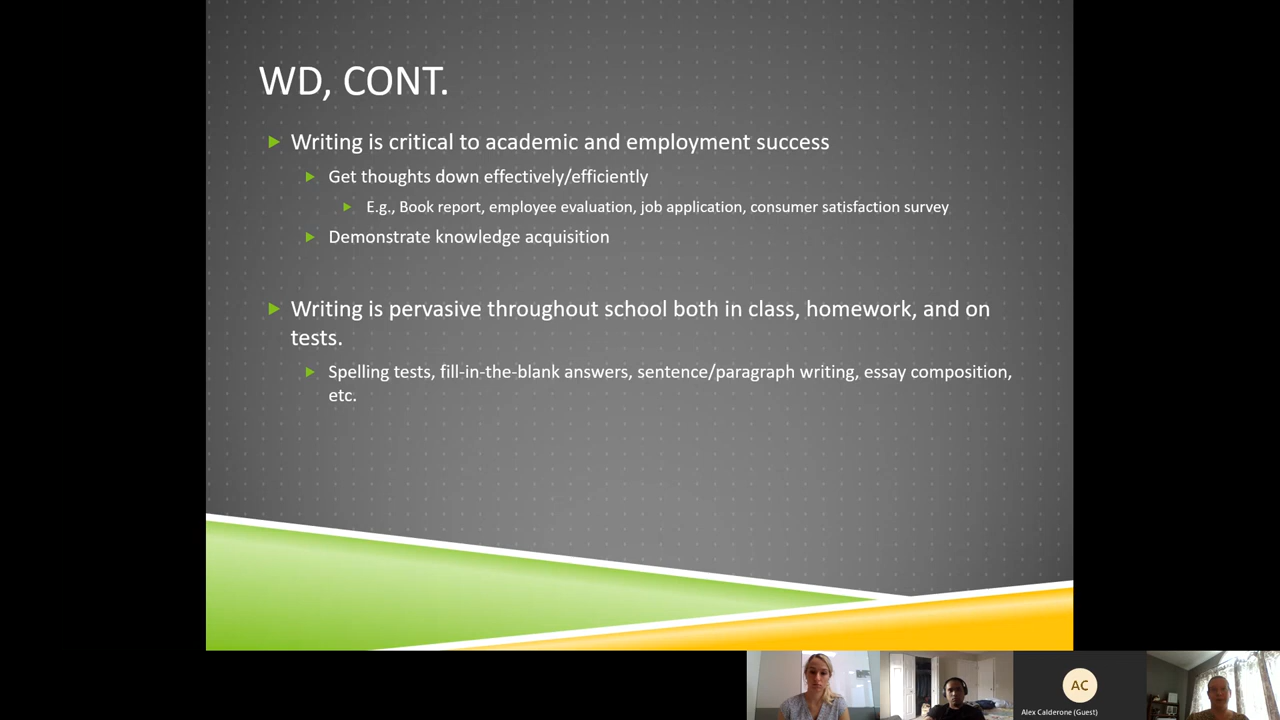 WD, CONT.
Writing is critical to academic and employment success
Get thoughts down effectively/efficiently
E.g., Book report, employee evaluation, job application, consumer satisfaction survey
Demonstrate knowledge acquisition
Writing is pervasive throughout school both in class, homework, and on
tests.
Spelling tests, fill-in-the-blank answers, sentence/paragraph writing, essay composition,
etc.
AC
Alex Calderone (Guest)